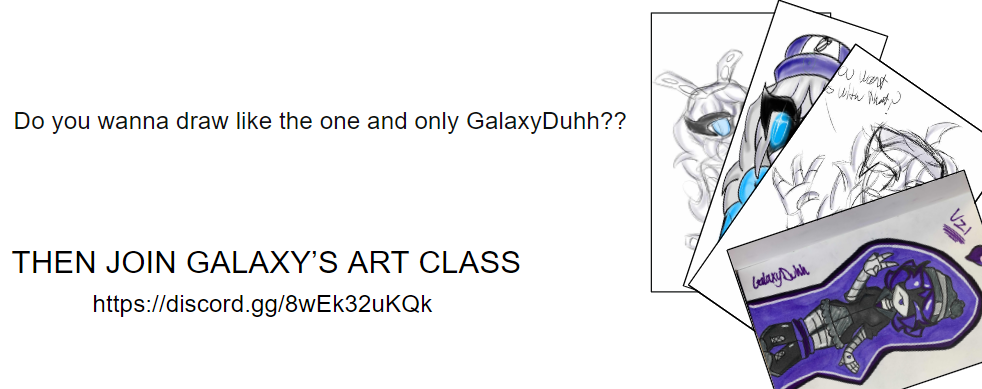 Do you wanna draw like the one and only GalaxyDuhh??
THEN JOIN GALAXY’S ART CLASS
https://discord.gg/8wEk32uKQk
GalaxyDuhh
UZI